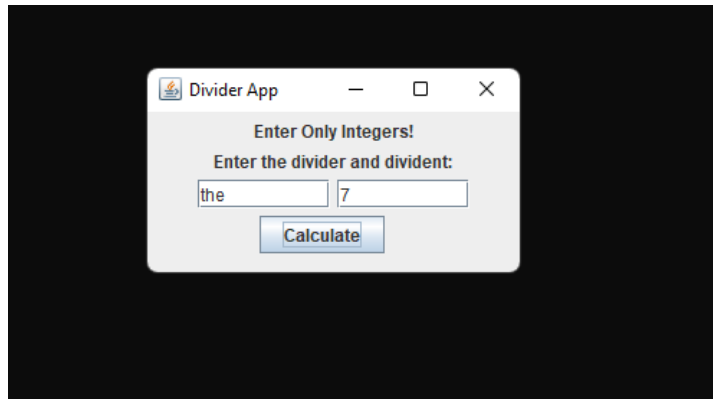 Divider App
Enter Only Integers!
Enter the divider and divident:
the 7
Calculate